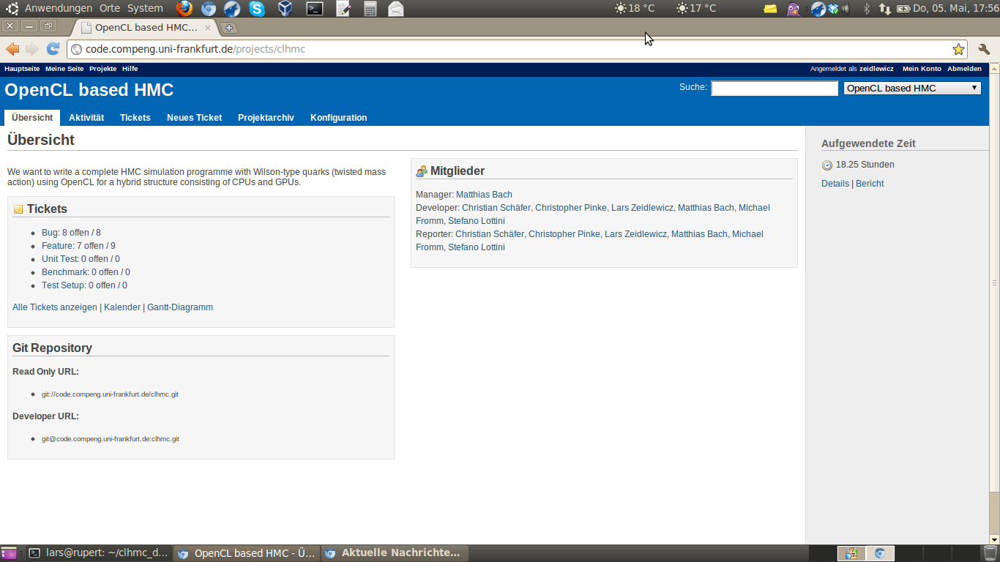 Anwendungen Orte System 18 °C 17 °C Do, 05. Mai, 17:56
OpenCL based HMC...
code.compeng.uni-frankfurt.de/projects/clhmc
Hauptseite Meine Seite Projekte Hilfe Angemeldet als zeidlewicz Mein Konto Abmelden
OpenCL based HMC Suche: OpenCL based HMC
Übersicht Aktivität Tickets Neues Ticket Projektarchiv Konfiguration
Übersicht
We want to write a complete HMC simulation programme with Wilson-type quarks (twisted mass
action) using OpenCL for a hybrid structure consisting of CPUs and GPUs.
Tickets
Bug: 8 offen / 8
Feature: 7 offen / 9
Unit Test: 0 offen / 0
Benchmark: 0 offen / 0
Test Setup: 0 offen / 0
Alle Tickets anzeigen | Kalender | Gantt-Diagramm
Git Repository
Read Only URL:
git://code.compeng.uni-frankfurt.de/clhmc.git
Developer URL:
git@code.compeng.uni-frankfurt.de:clhmc.git
Mitglieder
Manager: Matthias Bach
Developer: Christian Schäfer, Christopher Pinke, Lars Zeidlewicz, Matthias Bach, Michael
Fromm, Stefano Lottini
Reporter: Christian Schäfer, Christopher Pinke, Lars Zeidlewicz, Matthias Bach, Michael
Fromm, Stefano Lottini
Aufgewendete Zeit
18.25 Stunden
Details | Bericht
lars@rupert: ~/clhmc_d... OpenCL based HMC - Ü... Aktuelle Nachrichte...